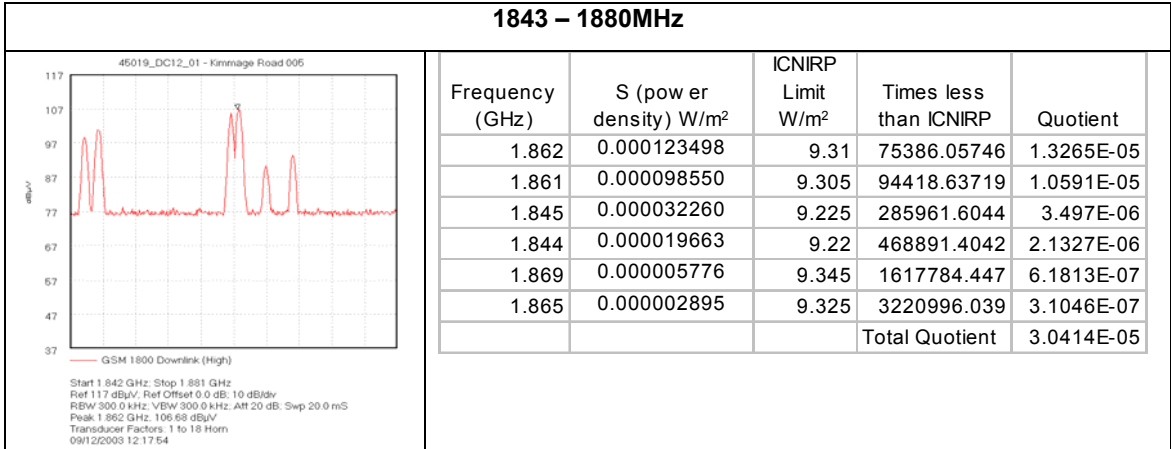 1843 – 1880MHz
45019_DC12_01 - Kimmage Road 005
117
107
97
87
77
67
57
47
37
dBµV
GSM 1800 Downlink (High)
Start 1.842 GHz; Stop 1.881 GHz
Ref 117 dBµV; Ref Offset 0.0 dB; 10 dB/div
RBW 300.0 kHz; VBW 300.0 kHz; Att 20 dB; Swp 20.0 mS
Peak 1.862 GHz, 106.68 dBµV
Transducer Factors: 1 to 18 Horn
09/12/2003 12:17:54
Frequency (GHz) S (pow er density) W/m² ICNIRP Limit W/m² Times less than ICNIRP Quotient
1.862 0.000123498 9.31 75386.05746 1.3265E-05
1.861 0.000098550 9.305 94418.63719 1.0591E-05
1.845 0.000032260 9.225 285961.6044 3.497E-06
1.844 0.000019663 9.22 468891.4042 2.1327E-06
1.869 0.000005776 9.345 1617784.447 6.1813E-07
1.865 0.000002895 9.325 3220996.039 3.1046E-07
Total Quotient 3.0414E-05